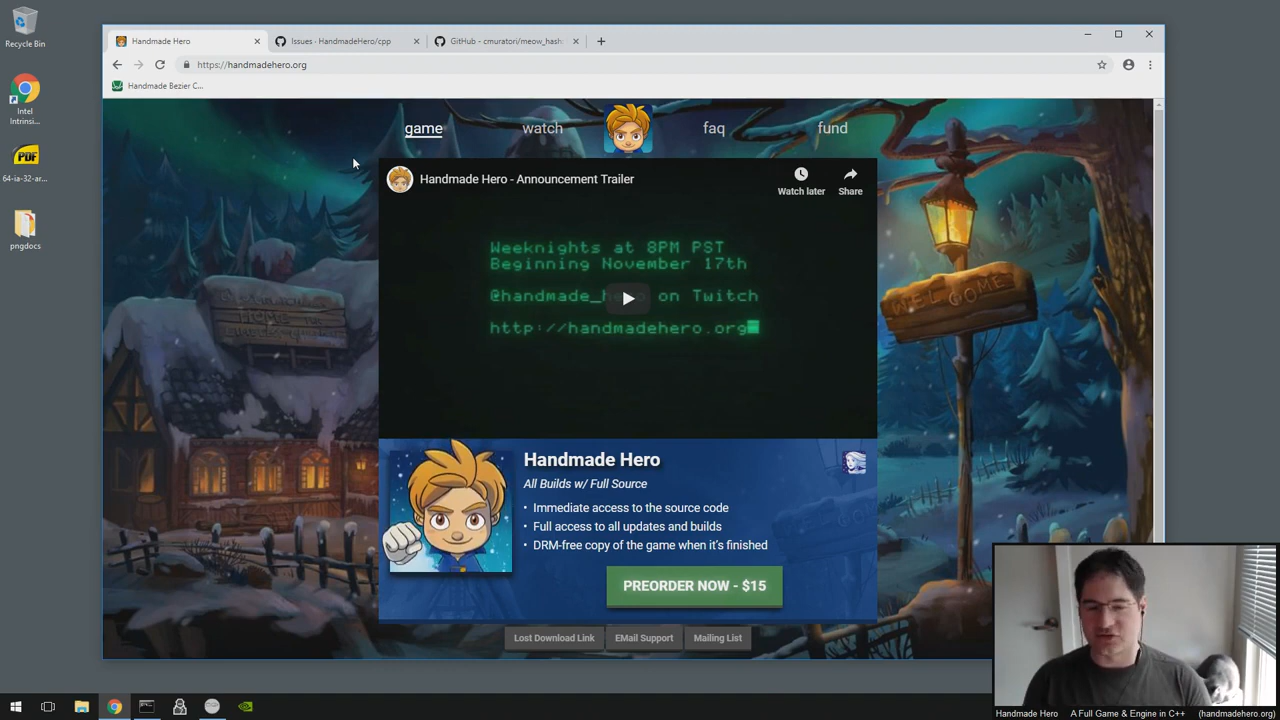 Recycle Bin
Intel
Intrinsi...
PDF
64-ia-32-ar...
pngdocs
Handmade Hero
Issues · HandmadeHero/cpp
GitHub - cmuratori/meow_hash:
https://handmadehero.org
Handmade Bezier C...
game
watch
faq
fund
Handmade Hero - Announcement Trailer
Watch later
Share
Weeknights at 8PM PST
Beginning November 17th
on Twitch
http://handmadehero.org
WELCOME
Handmade Hero
All Builds w/ Full Source
• Immediate access to the source code
• Full access to all updates and builds
• DRM-free copy of the game when it's finished
PREORDER NOW - $15
Lost Download Link
EMail Support
Mailing List
Handmade Hero
A Full Game & Engine in C++
(handmadehero.org)